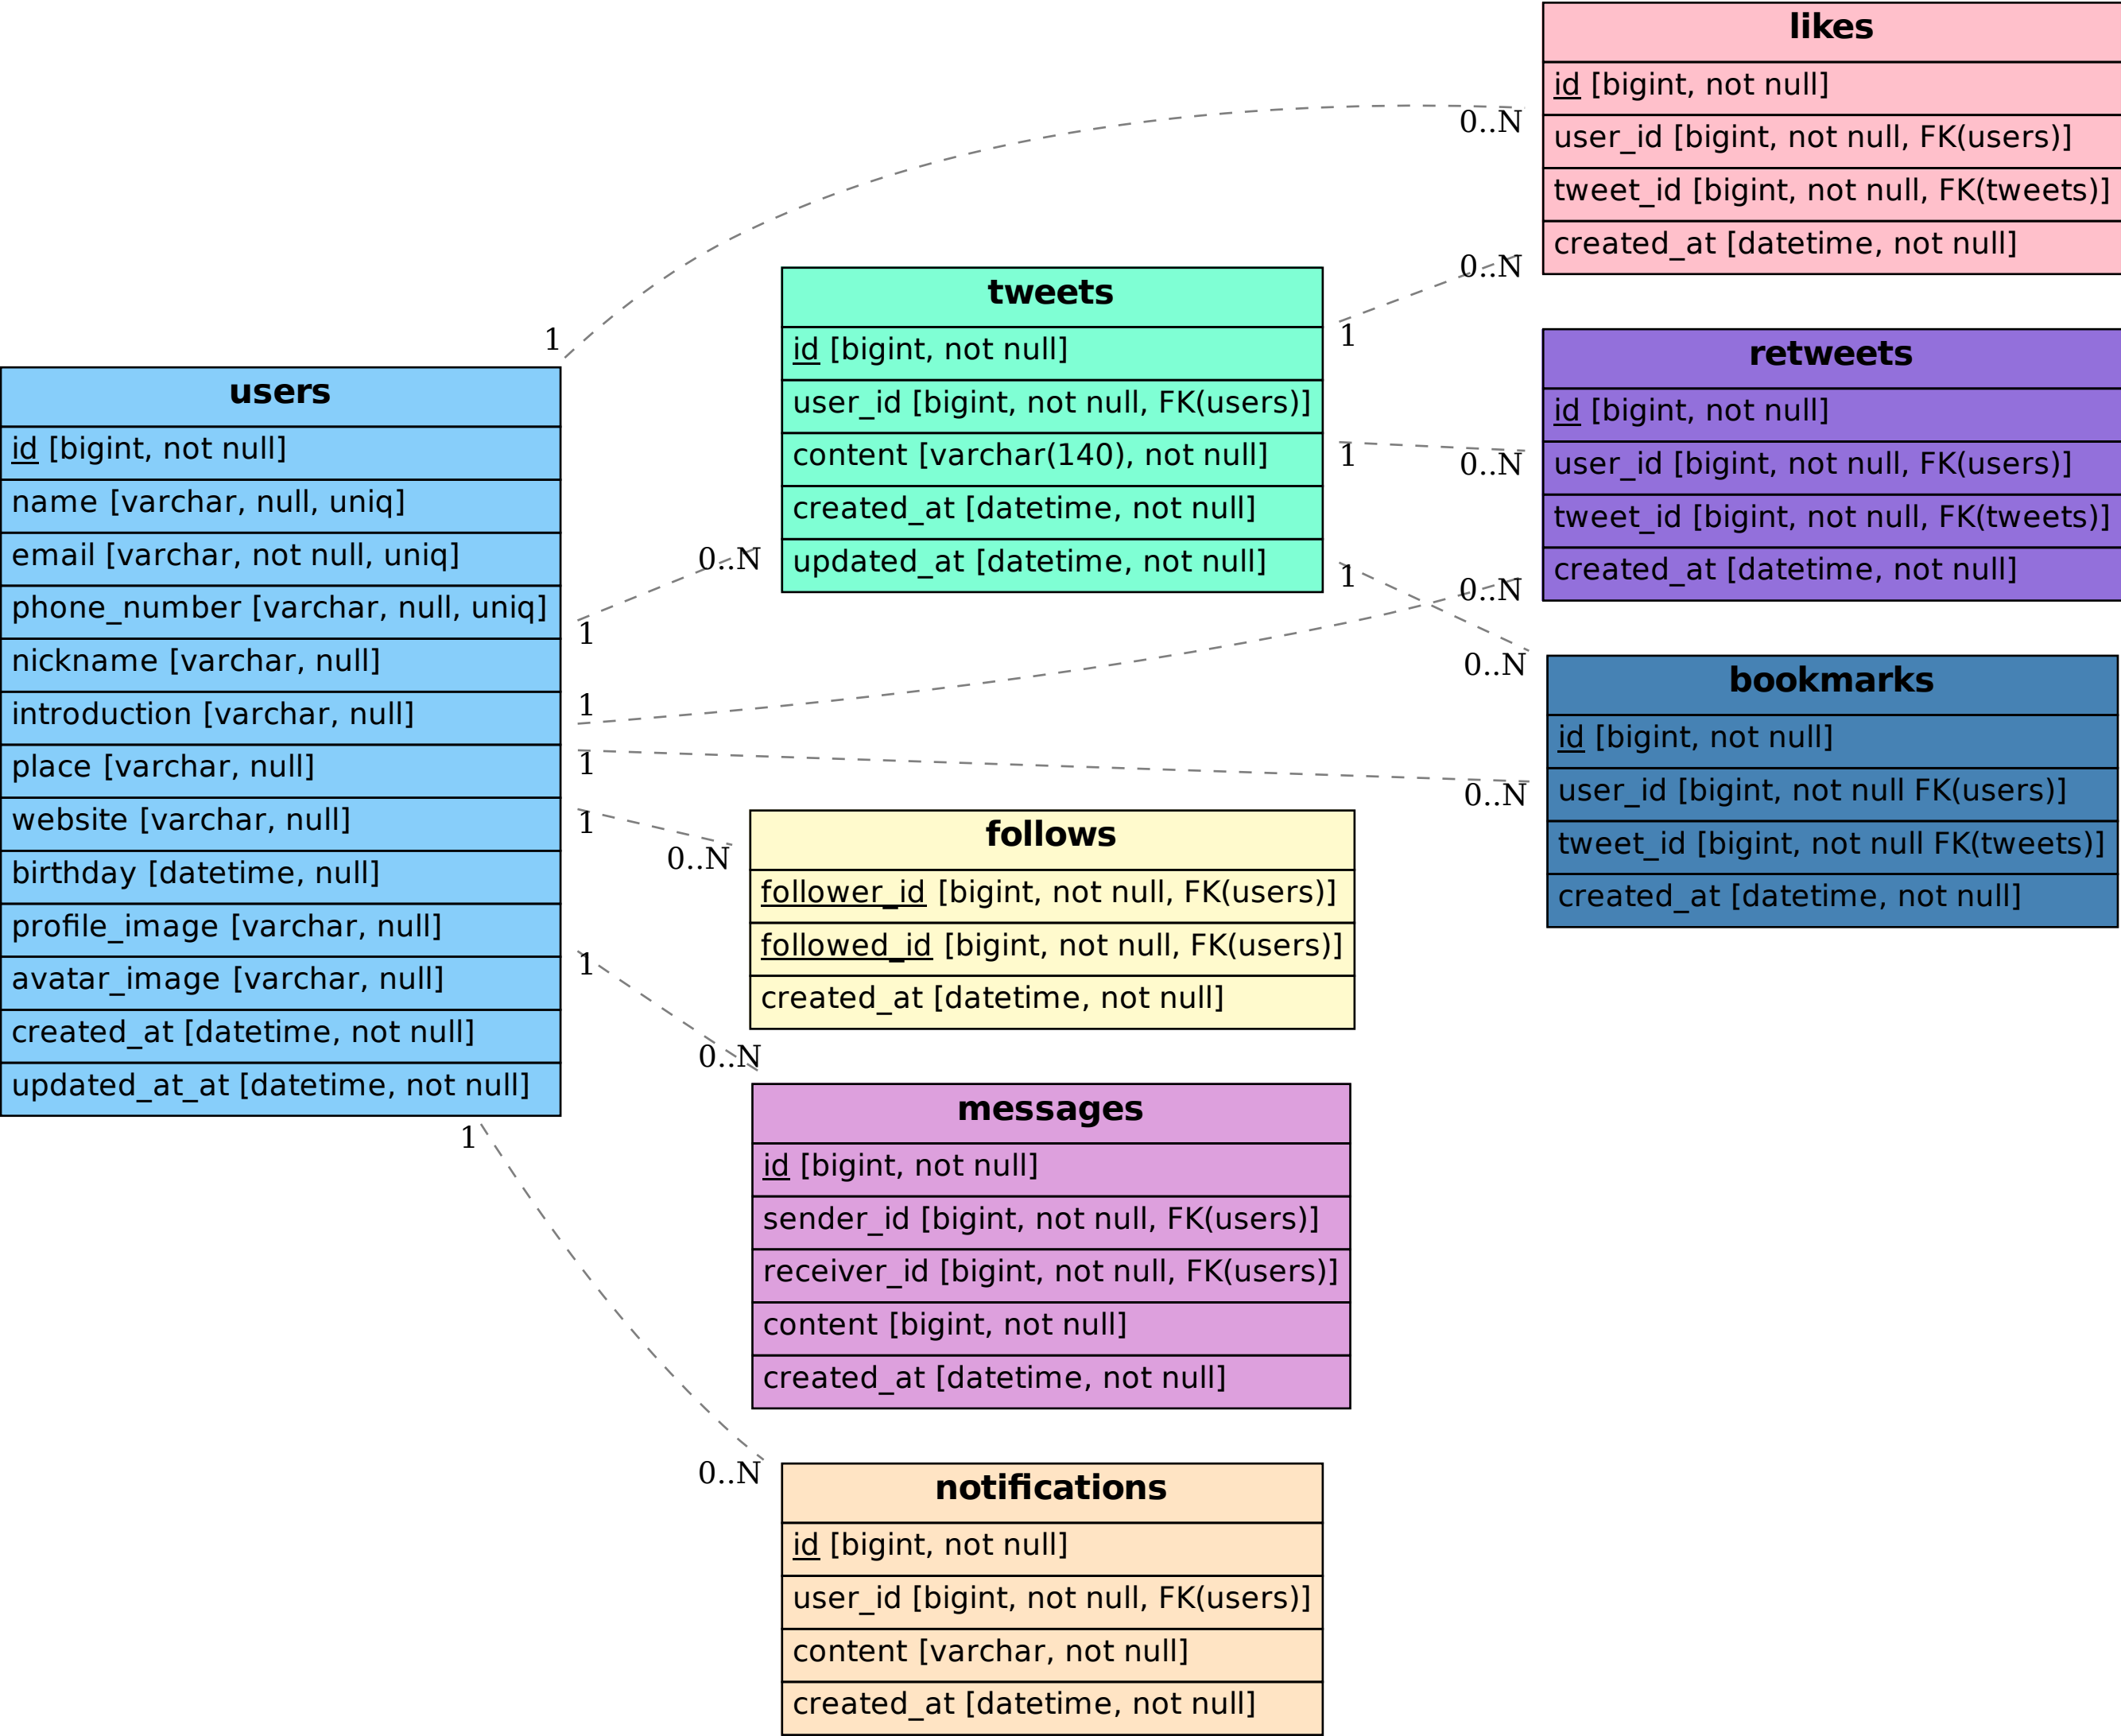 users
id [bigint, not null]
name [varchar, null, uniq]
email [varchar, not null, uniq]
phone_number [varchar, null, uniq]
nickname [varchar, null]
introduction [varchar, null]
place [varchar, null]
website [varchar, null]
birthday [datetime, null]
profile_image [varchar, null]
avatar_image [varchar, null]
created_at [datetime, not null]
updated_at_at [datetime, not null]
1
0..N
1
0..N
1
0..N
1
0..N
1
0..N
1
0..N
1
0..N
tweets
id [bigint, not null]
user_id [bigint, not null, FK(users)]
content [varchar(140), not null]
created_at [datetime, not null]
updated_at [datetime, not null]
1
0..N
1
0..N
1
0..N
follows
follower_id [bigint, not null, FK(users)]
followed_id [bigint, not null, FK(users)]
created_at [datetime, not null]
messages
id [bigint, not null]
sender_id [bigint, not null, FK(users)]
receiver_id [bigint, not null, FK(users)]
content [bigint, not null]
created_at [datetime, not null]
notifications
id [bigint, not null]
user_id [bigint, not null, FK(users)]
content [varchar, not null]
created_at [datetime, not null]
likes
id [bigint, not null]
user_id [bigint, not null, FK(users)]
tweet_id [bigint, not null, FK(tweets)]
created_at [datetime, not null]
retweets
id [bigint, not null]
user_id [bigint, not null, FK(users)]
tweet_id [bigint, not null, FK(tweets)]
created_at [datetime, not null]
bookmarks
id [bigint, not null]
user_id [bigint, not null FK(users)]
tweet_id [bigint, not null FK(tweets)]
created_at [datetime, not null]